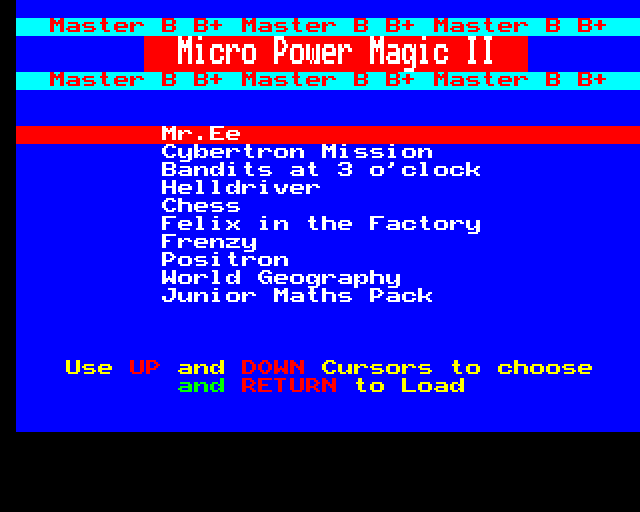 Master B B+ Master B B+ Master B B+
Micro Power Magic II
Master B B+ Master B B+ Master B B+
Mr.Ee
Cybertron Mission
Bandits at 3 o'clock
Helldriver
Chess
Felix in the Factory
Frenzy
Positron
World Geography
Junior Maths Pack
Use UP and DOWN Cursors to choose
and RETURN to Load